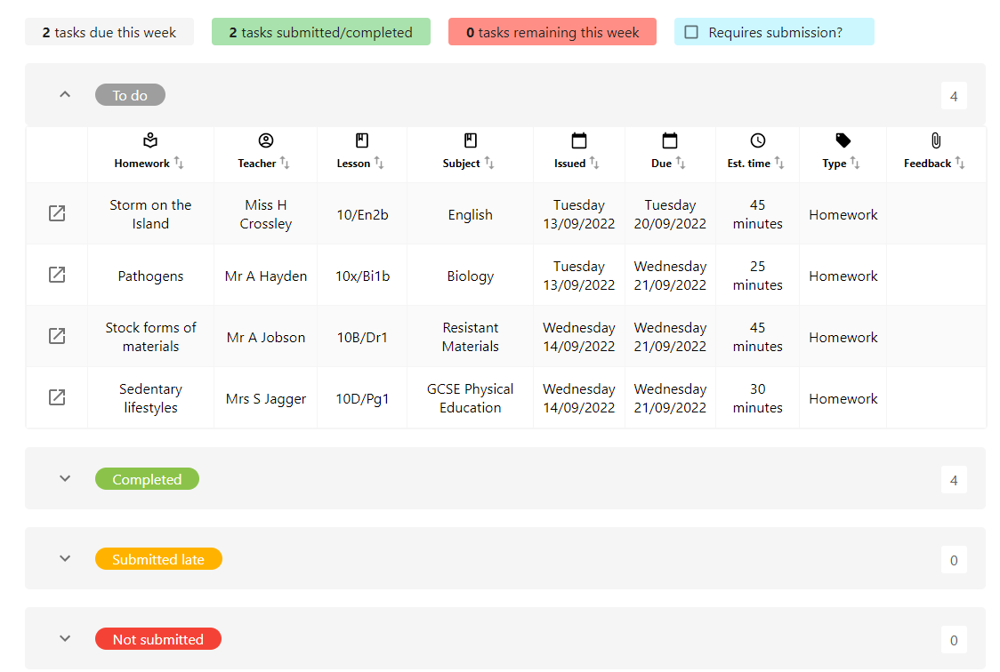 2 tasks due this week 2 tasks submitted/completed 0 tasks remaining this week Requires submission?
To do 4
Homework Teacher Lesson Subject Issued Due Est. time Type Feedback
Storm on the Miss H Tuesday Tuesday 45
10/En2b English Homework
Island Crossley 13/09/2022 20/09/2022 minutes
Tuesday Wednesday 25
Pathogens Mr A Hayden 10x/Bi1b Biology Homework
13/09/2022 21/09/2022 minutes
Stock forms of Resistant Wednesday Wednesday 45
Mr A Jobson 10B/Dr1 Homework
materials Materials 14/09/2022 21/09/2022 minutes
Sedentary GCSE Physical Wednesday Wednesday 30
Mrs S Jagger 10D/Pg1 Homework
lifestyles Education 14/09/2022 21/09/2022 minutes
Completed 4
Submitted late 0
Not submitted 0